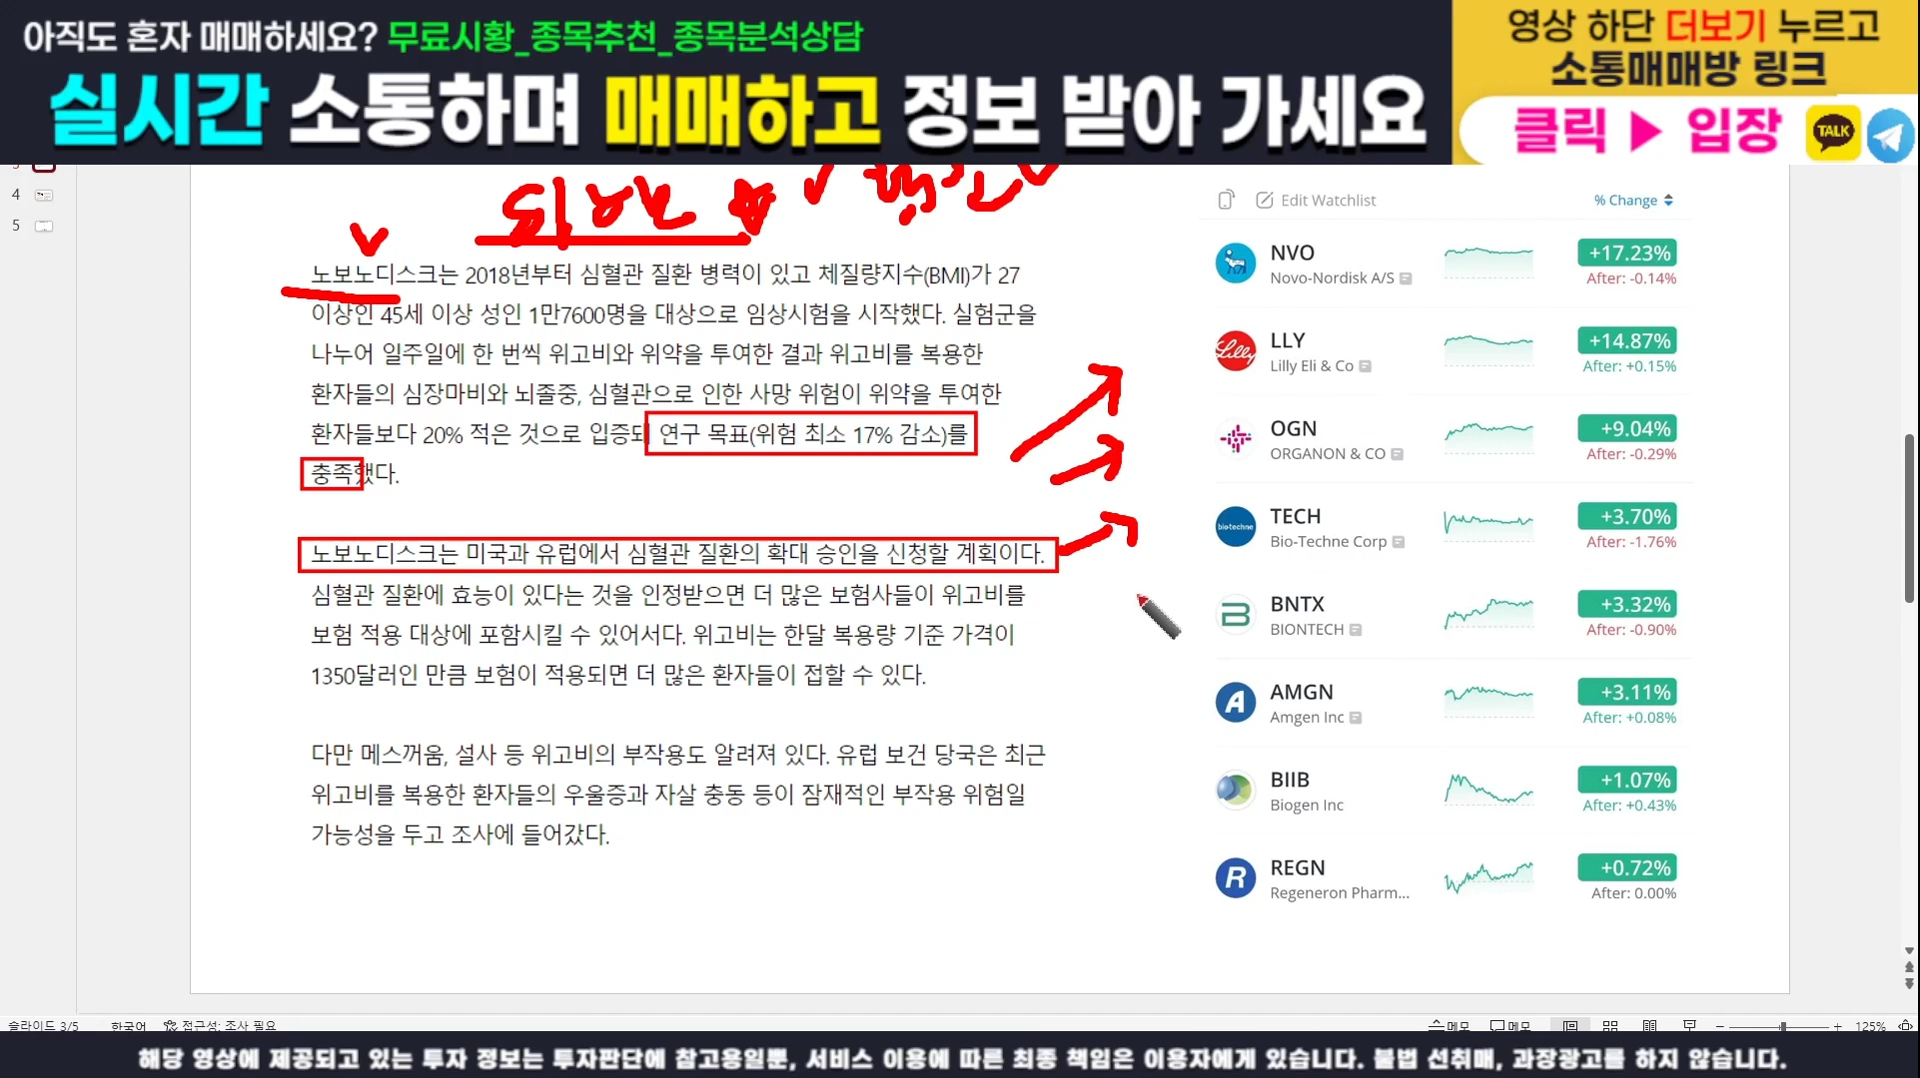 아직도 혼자 매매하세요? 무료시황_종목추천_종목분석상담
실시간 소통하며 매매하고 정보 받아 가세요
영상 하단 더보기 누르고
소통매매방 링크
클릭 ▶ 입장
TALK
4
5
노보노디스크는 2018년부터 심혈관 질환 병력이 있고 체질량지수(BMI)가 27
이상인 45세 이상 성인 1만7600명을 대상으로 임상시험을 시작했다. 실험군을
나누어 일주일에 한 번씩 위고비와 위약을 투여한 결과 위고비를 복용한
환자들의 심장마비와 뇌졸중, 심혈관으로 인한 사망 위험이 위약을 투여한
환자들보다 20% 적은 것으로 입증돼 연구 목표(위험 최소 17% 감소)를
충족했다.
노보노디스크는 미국과 유럽에서 심혈관 질환의 확대 승인을 신청할 계획이다.
심혈관 질환에 효능이 있다는 것을 인정받으면 더 많은 보험사들이 위고비를
보험 적용 대상에 포함시킬 수 있어서다. 위고비는 한달 복용량 기준 가격이
1350달러인 만큼 보험이 적용되면 더 많은 환자들이 접할 수 있다.
다만 메스꺼움, 설사 등 위고비의 부작용도 알려져 있다. 유럽 보건 당국은 최근
위고비를 복용한 환자들의 우울증과 자살 충동 등이 잠재적인 부작용 위험일
가능성을 두고 조사에 들어갔다.
Edit Watchlist % Change
NVO +17.23%
Novo-Nordisk A/S After: -0.14%
Lilly
LLY +14.87%
Lilly Eli & Co After: +0.15%
OGN +9.04%
ORGANON & CO After: -0.29%
bio-techne
TECH +3.70%
Bio-Techne Corp After: -1.76%
BNTX +3.32%
BIONTECH After: -0.90%
A
AMGN +3.11%
Amgen Inc After: +0.08%
BIIB +1.07%
Biogen Inc After: +0.43%
R
REGN +0.72%
Regeneron Pharm... After: 0.00%
슬라이드 3/5 한국어 접근성: 조사 필요 메모 메모 125%
해당 영상에 제공되고 있는 투자 정보는 투자판단에 참고용일뿐, 서비스 이용에 따른 최종 책임은 이용자에게 있습니다. 불법 선취매, 과장광고를 하지 않습니다.